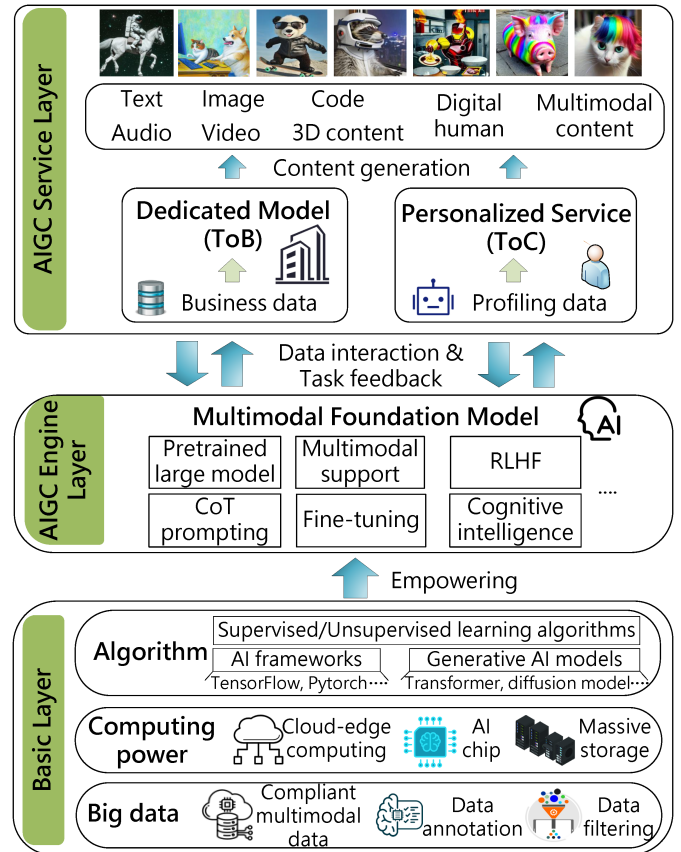 AIGC Service Layer
Text
Image
Code
Digital
human
Multimodal
content
Audio
Video
3D content
Content generation
Dedicated Model
(ToB)
Business data
Personalized Service
(ToC)
Profiling data
Data interaction &
Task feedback
AIGC Engine
Layer
Multimodal Foundation Model
AI
Pretrained
large model
Multimodal
support
RLHF
CoT
prompting
Fine-tuning
Cognitive
intelligence
....
Empowering
Basic Layer
Algorithm
Supervised/Unsupervised learning algorithms
AI frameworks
TensorFlow, Pytorch····
Generative AI models
Transformer, diffusion model····
Computing
power
Cloud-edge
computing
AI
chip
Massive
storage
Big data
Compliant
multimodal
data
Data
annotation
Data
filtering